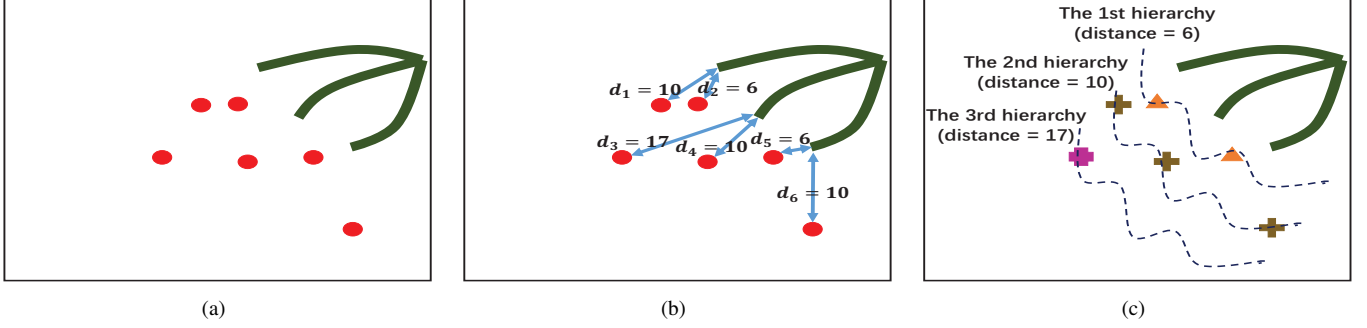 d₁ = 10
d₂ = 6
d₃ = 17
d₄ = 10
d₅ = 6
d₆ = 10
The 1st hierarchy
(distance = 6)
The 2nd hierarchy
(distance = 10)
The 3rd hierarchy
(distance = 17)
(a)
(b)
(c)